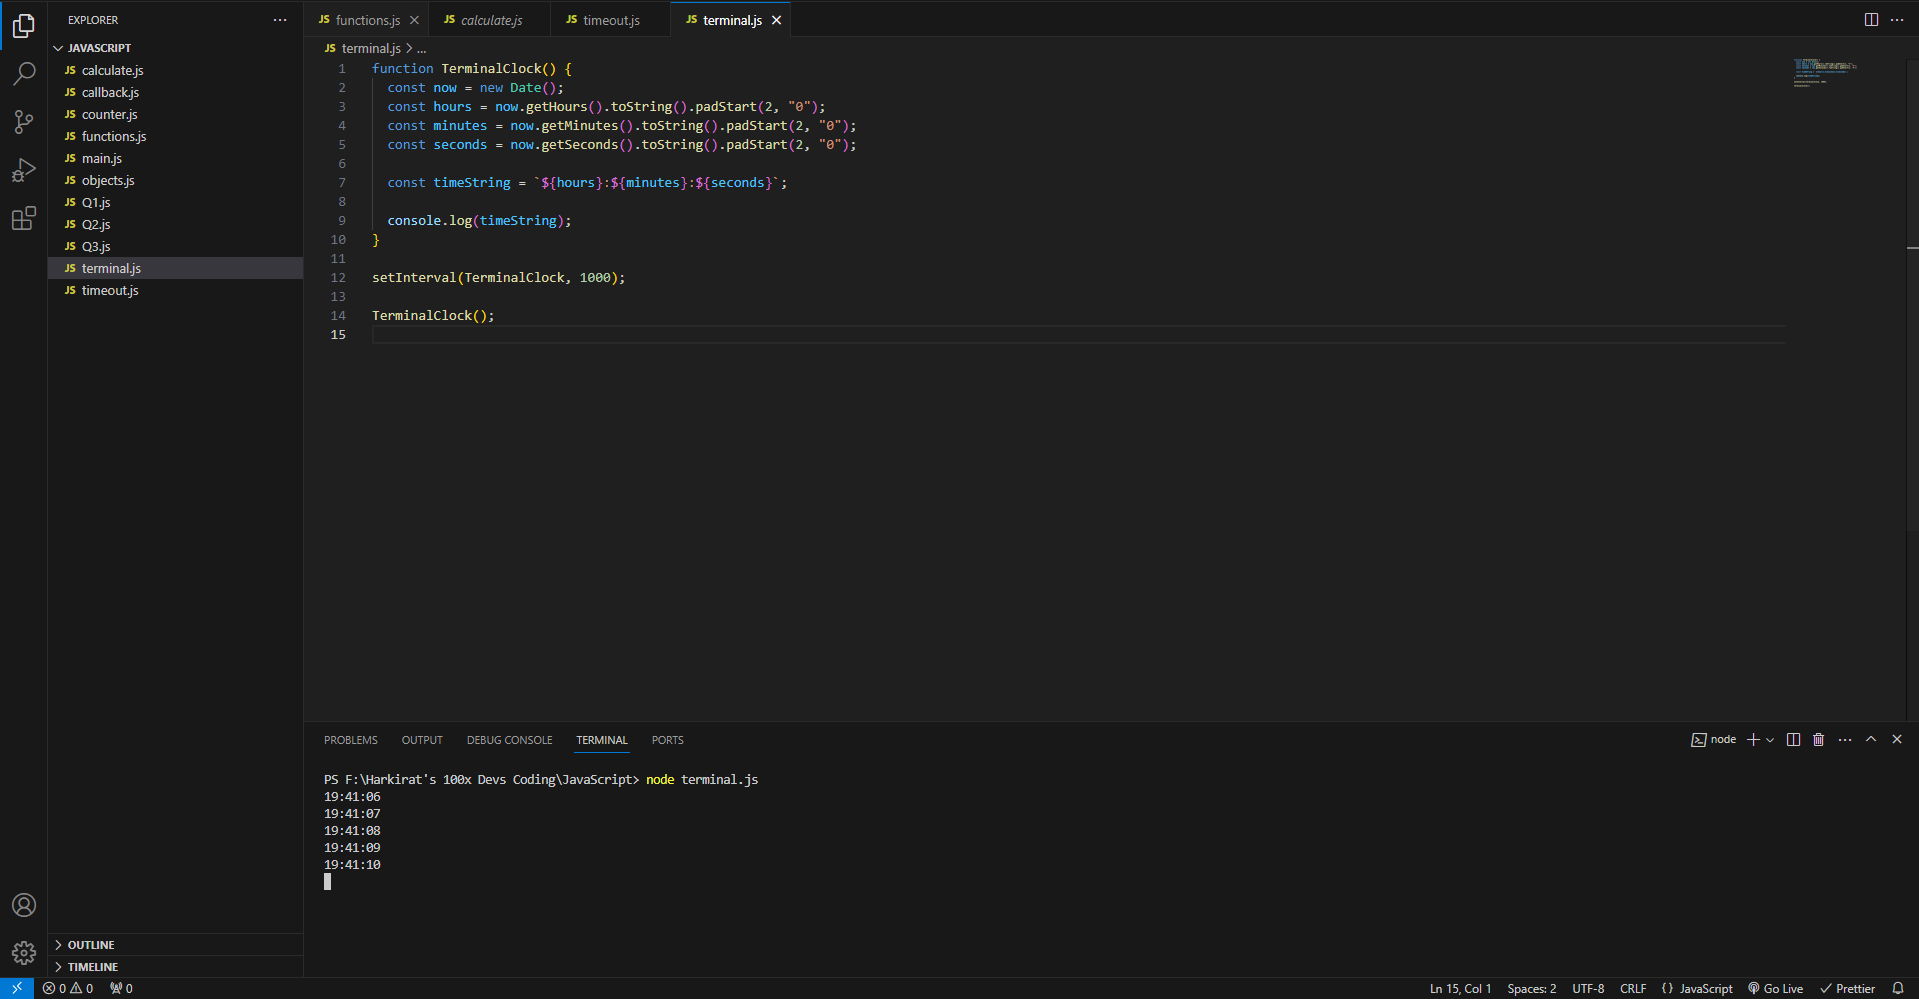 EXPLORER
JAVASCRIPT
JS calculate.js
JS callback.js
JS counter.js
JS functions.js
JS main.js
JS objects.js
JS Q1.js
JS Q2.js
JS Q3.js
JS terminal.js
JS timeout.js
OUTLINE
TIMELINE
JS functions.js JS calculate.js JS timeout.js JS terminal.js
JS terminal.js > ...
1 function TerminalClock() {
2 const now = new Date();
3 const hours = now.getHours().toString().padStart(2, "0");
4 const minutes = now.getMinutes().toString().padStart(2, "0");
5 const seconds = now.getSeconds().toString().padStart(2, "0");
6
7 const timeString = `${hours}:${minutes}:${seconds}`;
8
9 console.log(timeString);
10 }
11
12 setInterval(TerminalClock, 1000);
13
14 TerminalClock();
15
PROBLEMS OUTPUT DEBUG CONSOLE TERMINAL PORTS node
PS F:\Harkirat's 100x Devs Coding\JavaScript> node terminal.js
19:41:06
19:41:07
19:41:08
19:41:09
19:41:10
0 0 0 Ln 15, Col 1 Spaces: 2 UTF-8 CRLF {} JavaScript Go Live Prettier